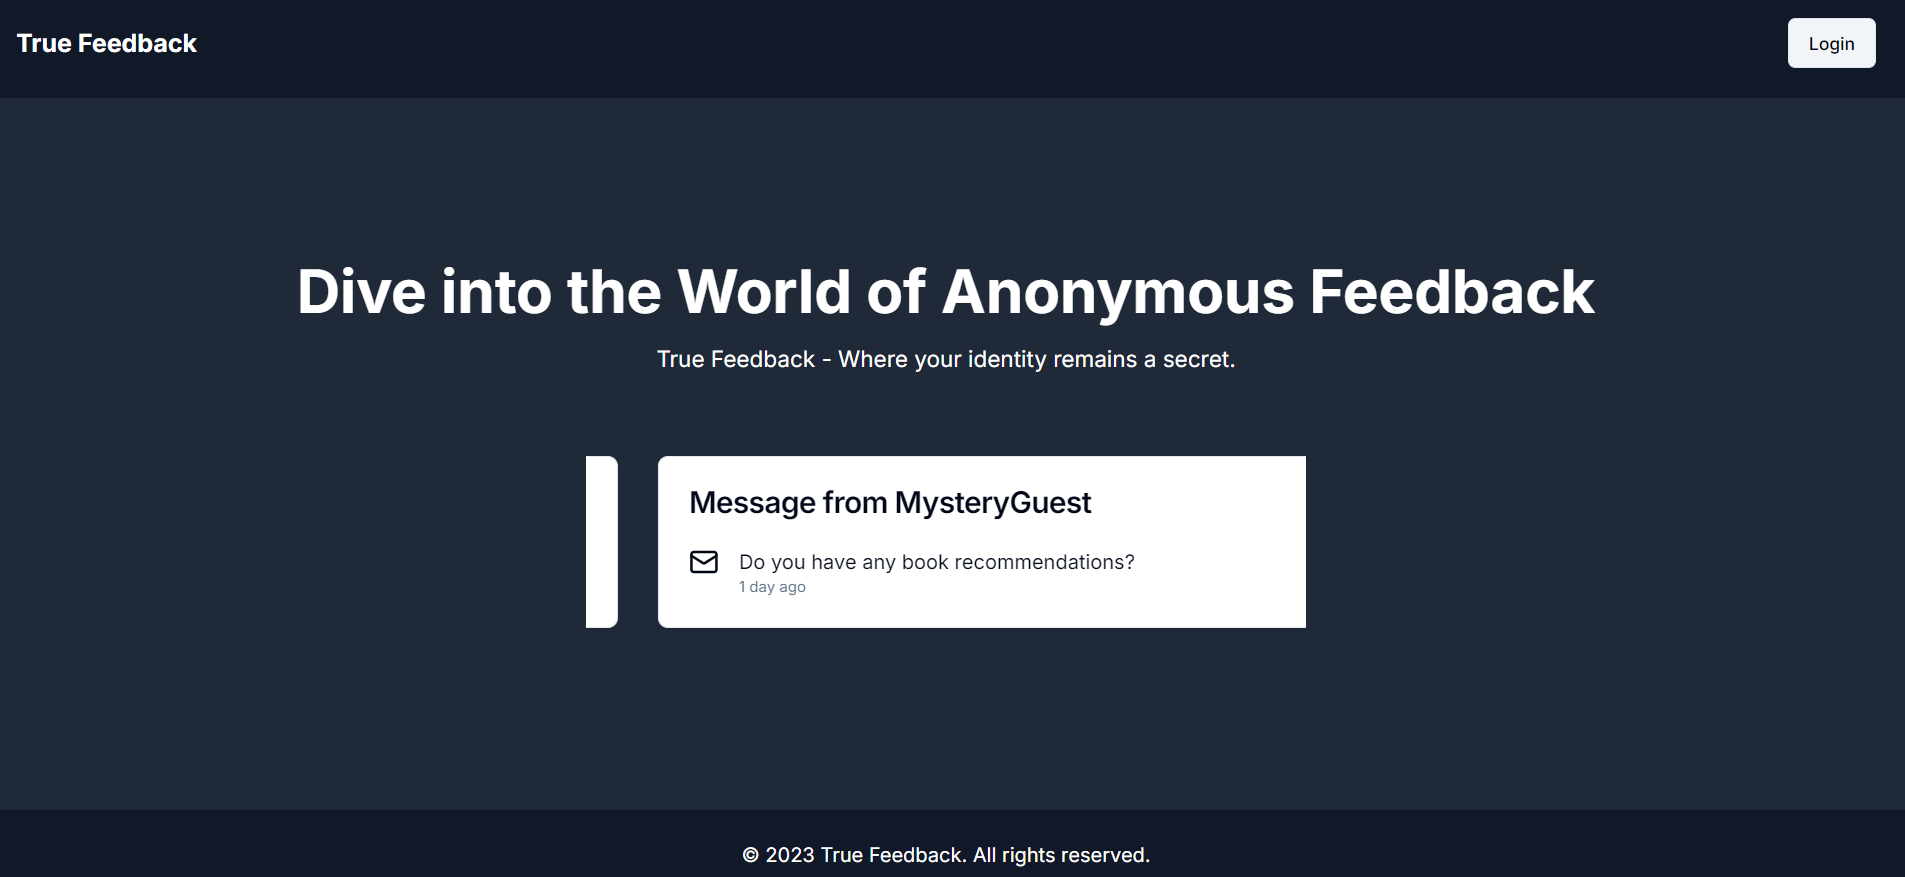 True Feedback
Login
Dive into the World of Anonymous Feedback
True Feedback - Where your identity remains a secret.
Message from MysteryGuest
Do you have any book recommendations?
1 day ago
© 2023 True Feedback. All rights reserved.